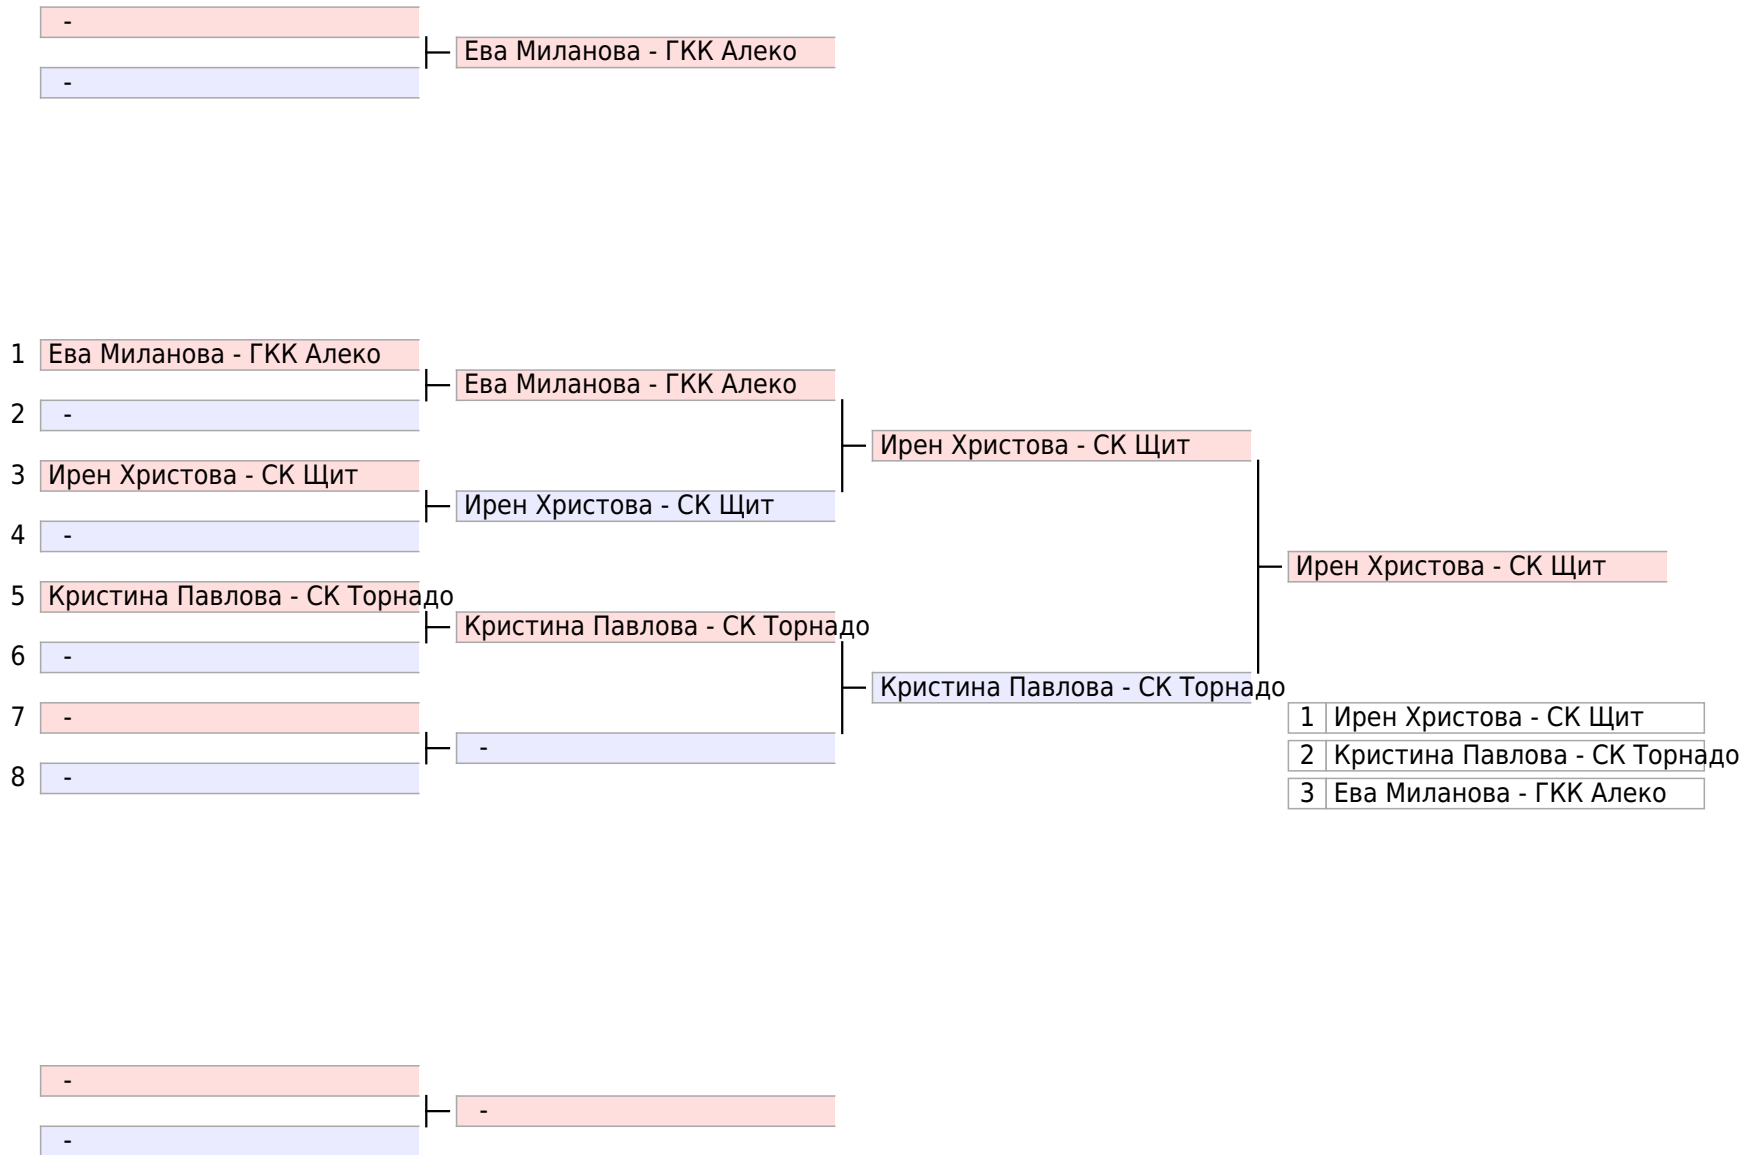 -
Ева Миланова - ГКК Алеко
-
1 Ева Миланова - ГКК Алеко
Ева Миланова - ГКК Алеко
2 -
Ирен Христова - СК Щит
3 Ирен Христова - СК Щит
Ирен Христова - СК Щит
4 -
Ирен Христова - СК Щит
5 Кристина Павлова - СК Торнадо
Кристина Павлова - СК Торнадо
6 -
Кристина Павлова - СК Торнадо
7 -
1 Ирен Христова - СК Щит
-
2 Кристина Павлова - СК Торнадо
8 -
3 Ева Миланова - ГКК Алеко
-
-
-